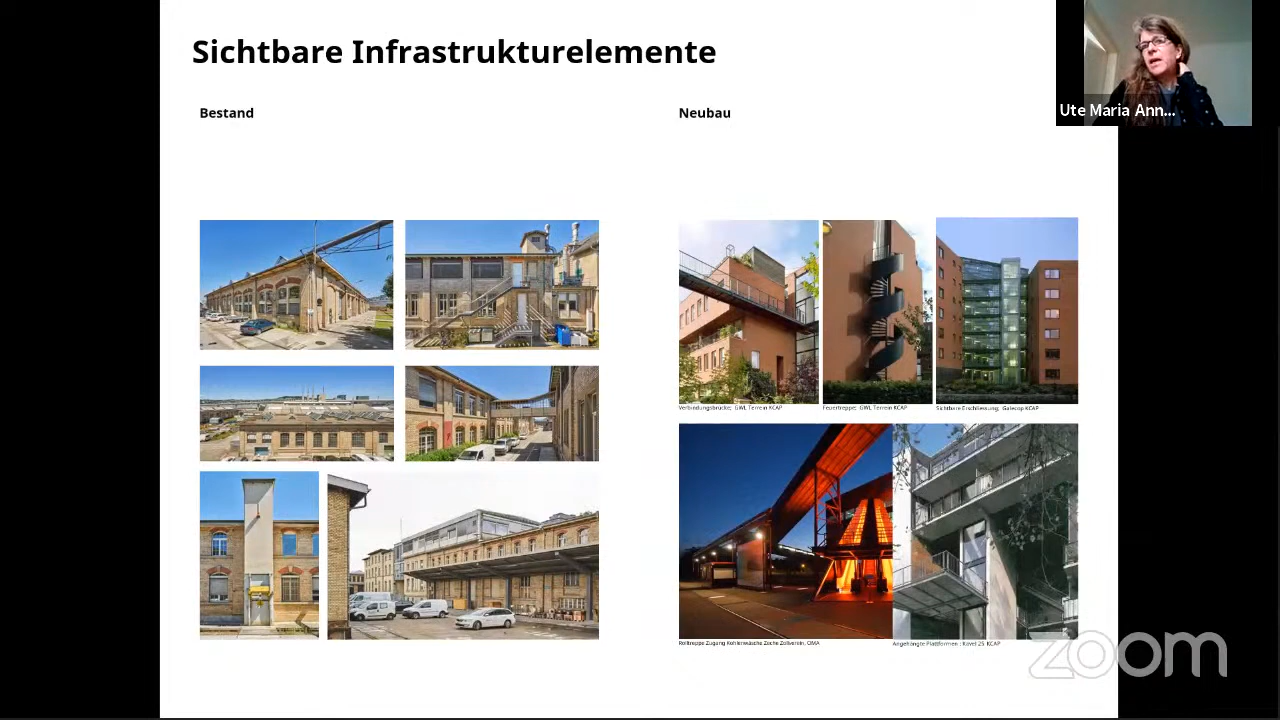 Sichtbare Infrastrukturelemente
Ute Maria Ann...
Bestand
Neubau
Verbindungsbrücke; GWL Terrein KCAP
Feuertreppe; GWL Terrein KCAP
Sichtbare Erschliessung; Galecop KCAP
Rolltreppe Zugang Kohlenwäsche Zeche Zollverein, OMA
Angehängte Plattformen ; Kavel 25 KCAP
zoom